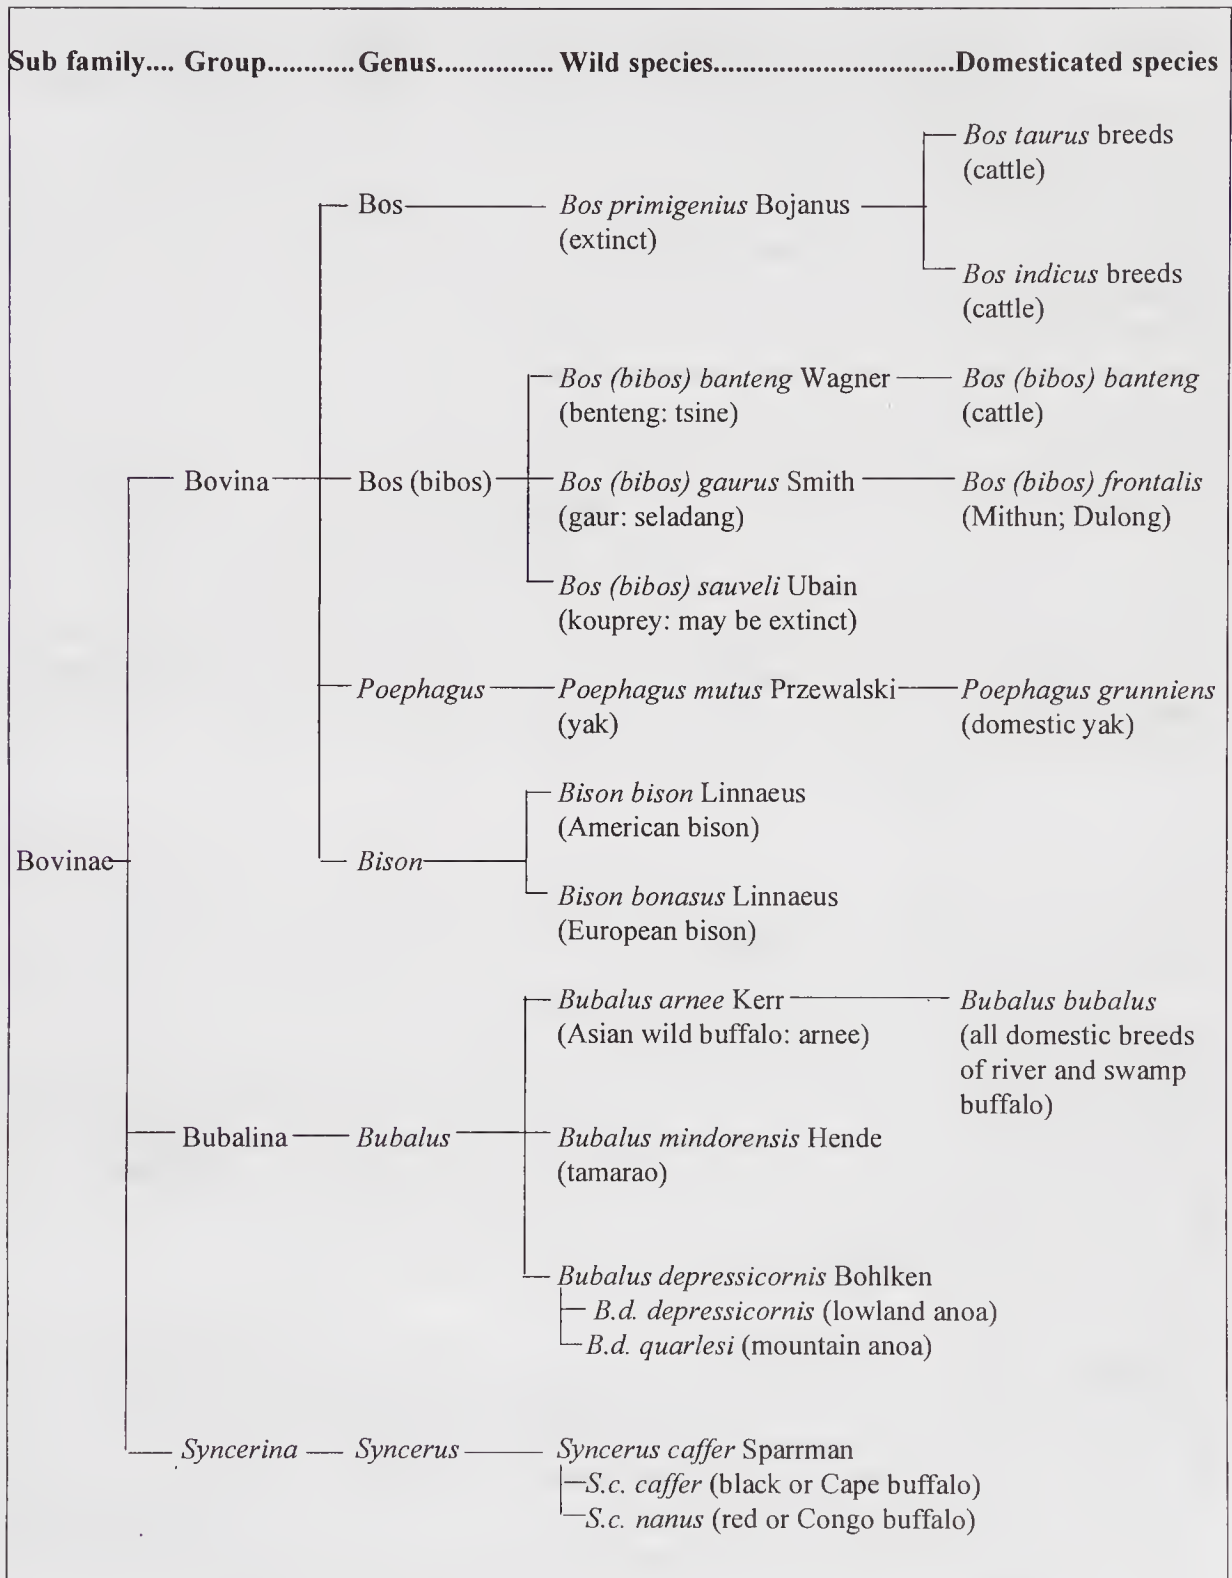 Sub family.... Group............ Genus................ Wild species.................................Domesticated species
Bos taurus breeds
(cattle)
Bos Bos primigenius Bojanus
(extinct)
Bos indicus breeds
(cattle)
Bos (bibos) banteng Wagner Bos (bibos) banteng
(benteng: tsine) (cattle)
Bovina Bos (bibos) Bos (bibos) gaurus Smith Bos (bibos) frontalis
(gaur: seladang) (Mithun; Dulong)
Bos (bibos) sauveli Ubain
(kouprey: may be extinct)
Poephagus Poephagus mutus Przewalski Poephagus grunniens
(yak) (domestic yak)
Bison bison Linnaeus
(American bison)
Bovinae Bison
Bison bonasus Linnaeus
(European bison)
Bubalus arnee Kerr Bubalus bubalus
(Asian wild buffalo: arnee) (all domestic breeds
of river and swamp
buffalo)
Bubalina Bubalus Bubalus mindorensis Hende
(tamarao)
Bubalus depressicornis Bohlken
B.d. depressicornis (lowland anoa)
B.d. quarlesi (mountain anoa)
Syncerina Syncerus Syncerus caffer Sparrman
S.c. caffer (black or Cape buffalo)
S.c. nanus (red or Congo buffalo)